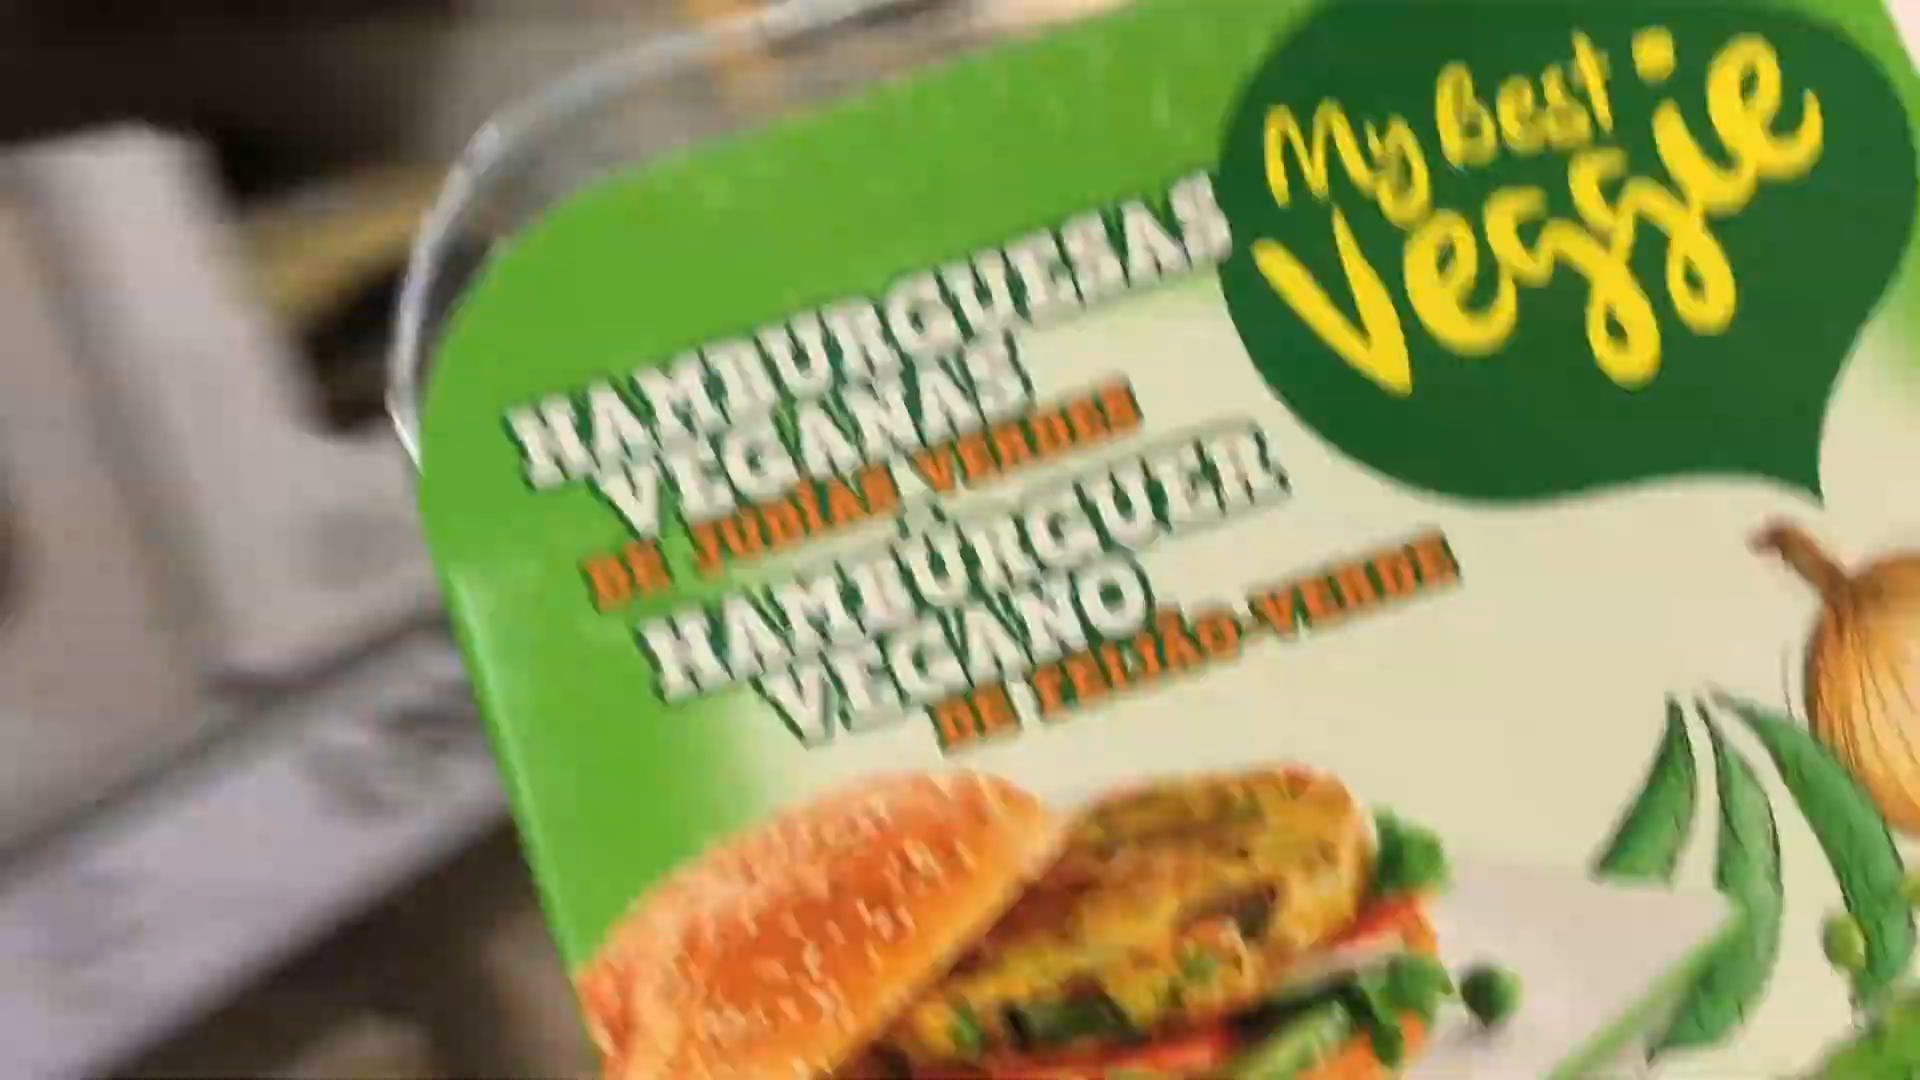 My Best
Veggie
HAMBURGUESAS
VEGANAS
DE JUDÍAS VERDES
HAMBÚRGUER
VEGANO
DE FEIJÃO-VERDE